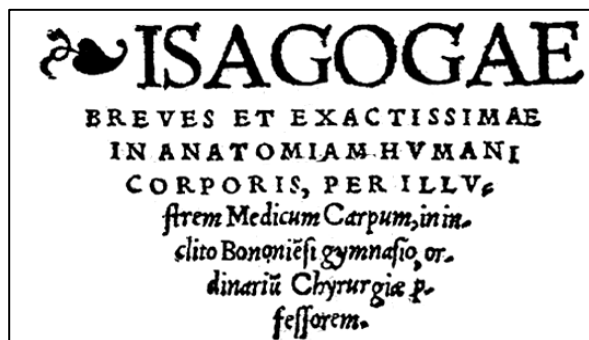 ❧ISAGOGAE
BREVES ET EXACTISSIMAE
IN ANATOMIAM HVMANI
CORPORIS, PER ILLV-
ſtrem Medicum Carpum, in in-
clito Bononiẽſi gymnaſio, or-
dinariũ Chyrurgiæ ꝓ-
feſſorem.